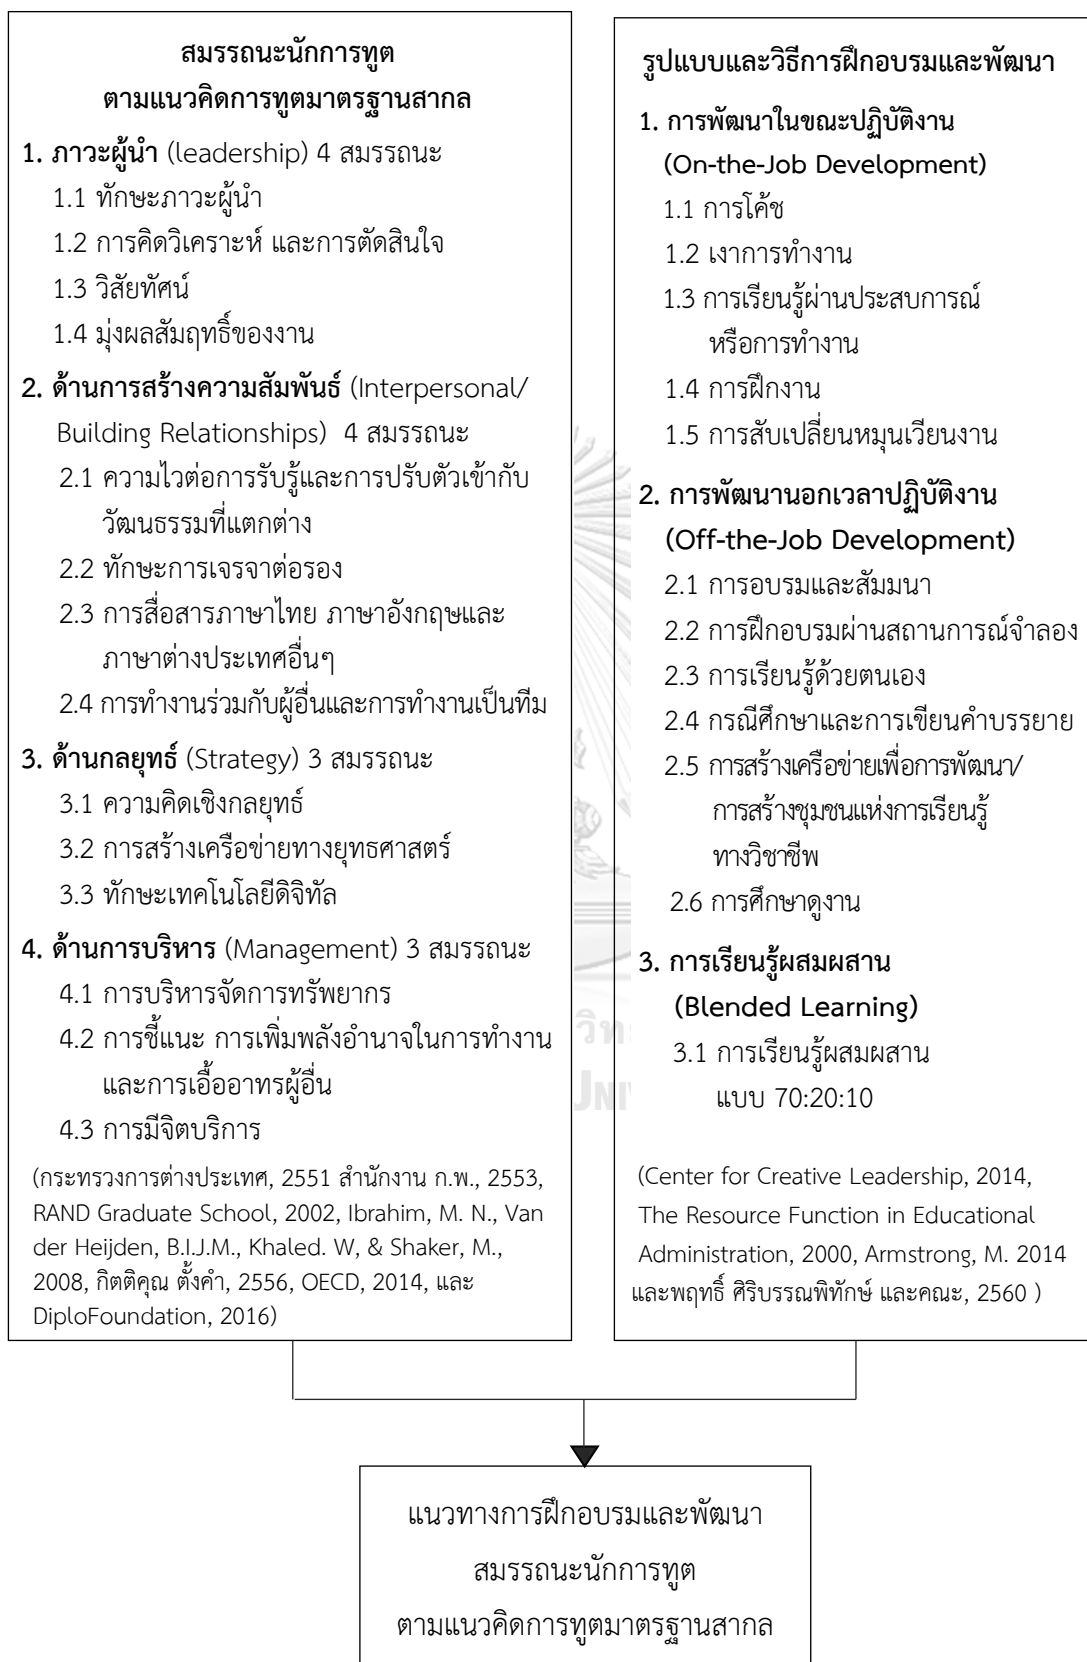 สมรรถนะนักการทูต
ตามแนวคิดการทูตมาตรฐานสากล
1. ภาวะผู้นำ (leadership) 4 สมรรถนะ
1.1 ทักษะภาวะผู้นำ
1.2 การคิดวิเคราะห์ และการตัดสินใจ
1.3 วิสัยทัศน์
1.4 มุ่งผลสัมฤทธิ์ของงาน
2. ด้านการสร้างความสัมพันธ์ (Interpersonal/
Building Relationships) 4 สมรรถนะ
2.1 ความไวต่อการรับรู้และการปรับตัวเข้ากับ
วัฒนธรรมที่แตกต่าง
2.2 ทักษะการเจรจาต่อรอง
2.3 การสื่อสารภาษาไทย ภาษาอังกฤษและ
ภาษาต่างประเทศอื่นๆ
2.4 การทำงานร่วมกับผู้อื่นและการทำงานเป็นทีม
3. ด้านกลยุทธ์ (Strategy) 3 สมรรถนะ
3.1 ความคิดเชิงกลยุทธ์
3.2 การสร้างเครือข่ายทางยุทธศาสตร์
3.3 ทักษะเทคโนโลยีดิจิทัล
4. ด้านการบริหาร (Management) 3 สมรรถนะ
4.1 การบริหารจัดการทรัพยากร
4.2 การชี้แนะ การเพิ่มพลังอำนาจในการทำงาน
และการเอื้ออาทรผู้อื่น
4.3 การมีจิตบริการ
(กระทรวงการต่างประเทศ, 2551 สำนักงาน ก.พ., 2553,
RAND Graduate School, 2002, Ibrahim, M. N., Van
der Heijden, B.I.J.M., Khaled. W, & Shaker, M.,
2008, กิตติคุณ ตั้งคำ, 2556, OECD, 2014, และ
DiploFoundation, 2016)
รูปแบบและวิธีการฝึกอบรมและพัฒนา
1. การพัฒนาในขณะปฏิบัติงาน
(On-the-Job Development)
1.1 การโค้ช
1.2 เงาการทำงาน
1.3 การเรียนรู้ผ่านประสบการณ์
หรือการทำงาน
1.4 การฝึกงาน
1.5 การสับเปลี่ยนหมุนเวียนงาน
2. การพัฒนานอกเวลาปฏิบัติงาน
(Off-the-Job Development)
2.1 การอบรมและสัมมนา
2.2 การฝึกอบรมผ่านสถานการณ์จำลอง
2.3 การเรียนรู้ด้วยตนเอง
2.4 กรณีศึกษาและการเขียนคำบรรยาย
2.5 การสร้างเครือข่ายเพื่อการพัฒนา/
การสร้างชุมชนแห่งการเรียนรู้
ทางวิชาชีพ
2.6 การศึกษาดูงาน
3. การเรียนรู้ผสมผสาน
(Blended Learning)
3.1 การเรียนรู้ผสมผสาน
แบบ 70:20:10
(Center for Creative Leadership, 2014,
The Resource Function in Educational
Administration, 2000, Armstrong, M. 2014
และพฤทธิ์ ศิริบรรณพิทักษ์ และคณะ, 2560 )
แนวทางการฝึกอบรมและพัฒนา
สมรรถนะนักการทูต
ตามแนวคิดการทูตมาตรฐานสากล